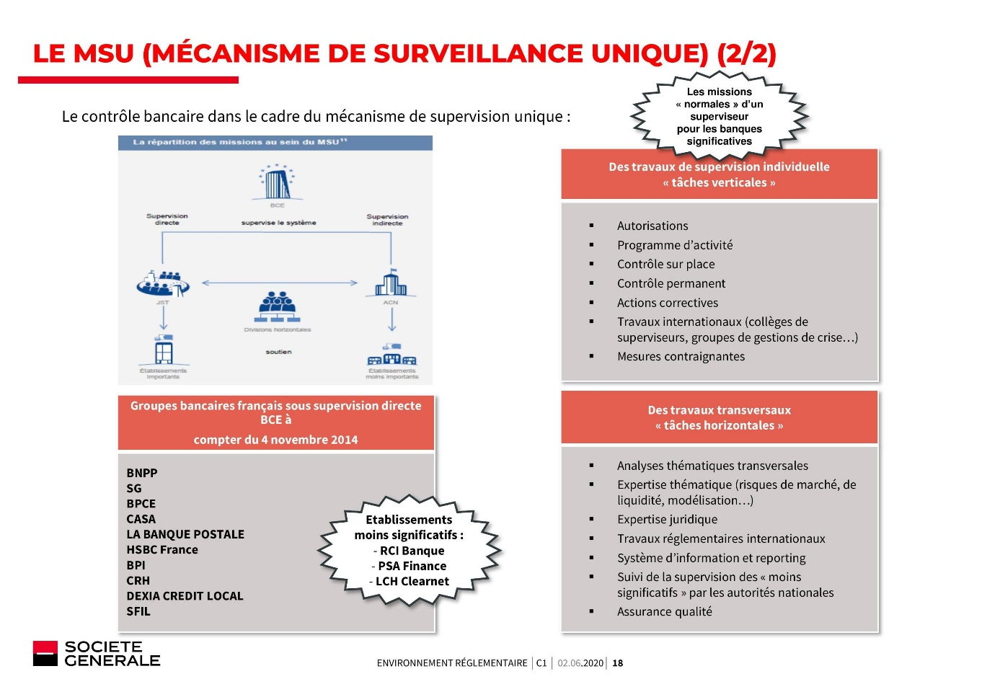 LE MSU (MÉCANISME DE SURVEILLANCE UNIQUE) (2/2)
Le contrôle bancaire dans le cadre du mécanisme de supervision unique :
Les missions
« normales » d’un
superviseur
pour les banques
significatives
La répartition des missions au sein du MSU¹¹
BCE
Supervision
directe
supervise le système
Supervision
indirecte
JST
ACN
Divisions horizontales
soutien
Établissements
importants
Établissements
moins importants
Groupes bancaires français sous supervision directe
BCE à
compter du 4 novembre 2014
BNPP
SG
BPCE
CASA
LA BANQUE POSTALE
HSBC France
BPI
CRH
DEXIA CREDIT LOCAL
SFIL
Etablissements
moins significatifs :
- RCI Banque
- PSA Finance
- LCH Clearnet
Des travaux de supervision individuelle
« tâches verticales »
▪ Autorisations
▪ Programme d’activité
▪ Contrôle sur place
▪ Contrôle permanent
▪ Actions correctives
▪ Travaux internationaux (collèges de
superviseurs, groupes de gestions de crise…)
▪ Mesures contraignantes
Des travaux transversaux
« tâches horizontales »
▪ Analyses thématiques transversales
▪ Expertise thématique (risques de marché, de
liquidité, modélisation…)
▪ Expertise juridique
▪ Travaux réglementaires internationaux
▪ Système d’information et reporting
▪ Suivi de la supervision des « moins
significatifs » par les autorités nationales
▪ Assurance qualité
SOCIETE
GENERALE
ENVIRONNEMENT RÉGLEMENTAIRE | C1 | 02.06.2020 | 18